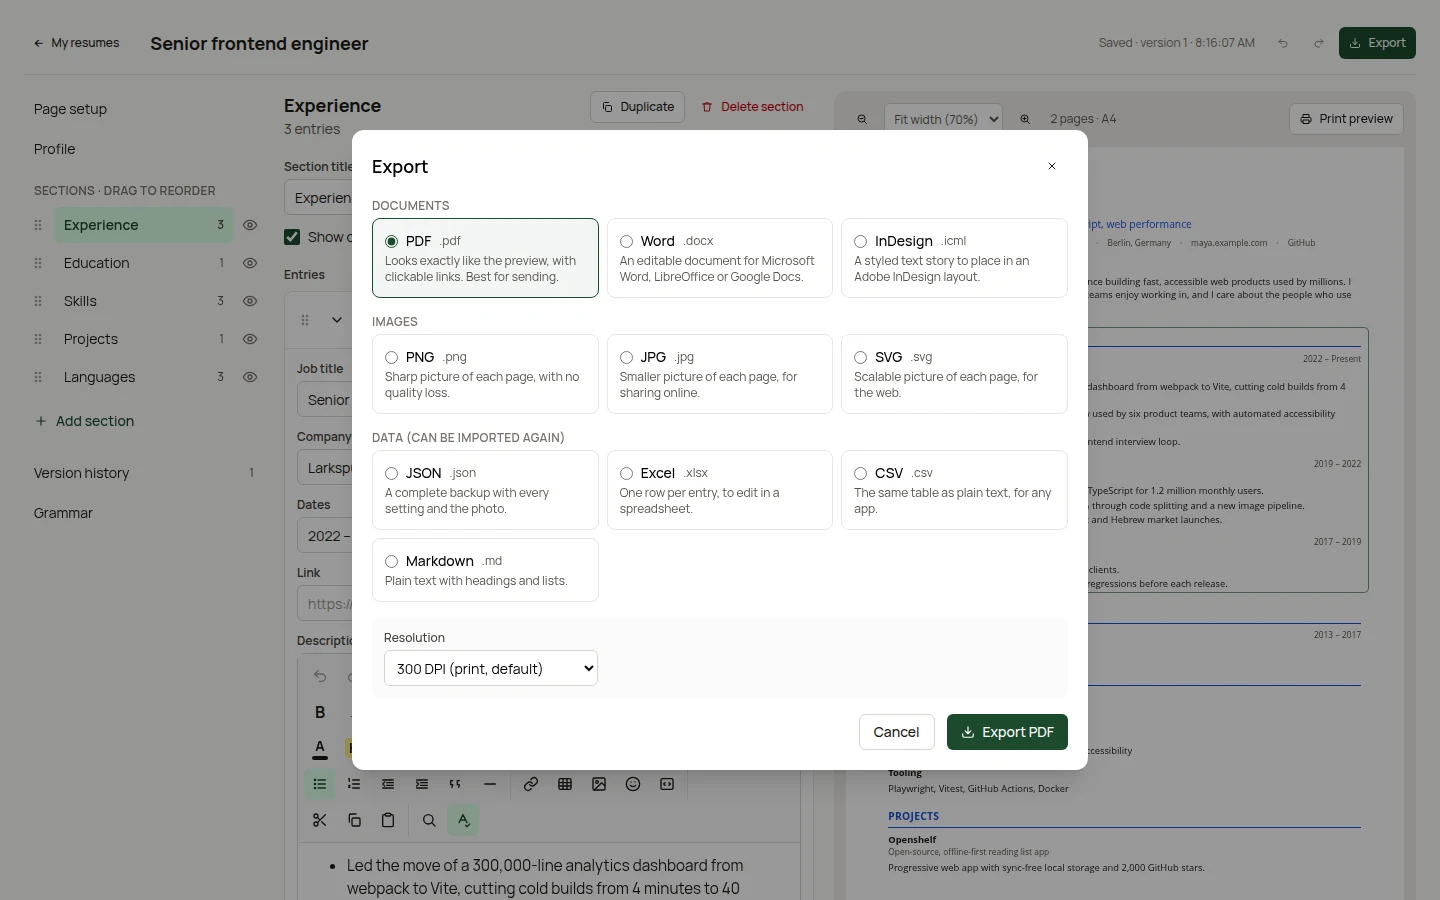 My resumes
Senior frontend engineer
Saved · version 1 · 8:16:07 AM
Export
Page setup
Profile
SECTIONS · DRAG TO REORDER
Experience 3
Education 1
Skills 3
Projects 1
Languages 3
Add section
Version history 1
Grammar
Experience
3 entries
Duplicate
Delete section
Section title
Show
Entries
Job title
Senior
Company
Dates
2022 –
Link
https:/
B
A
Led the move of a 300,000-line analytics dashboard from
webpack to Vite, cutting cold builds from 4 minutes to 40
Fit width (70%)
2 pages · A4
Print preview
Export
DOCUMENTS
PDF .pdf
Looks exactly like the preview, with
clickable links. Best for sending.
Word .docx
An editable document for Microsoft
Word, LibreOffice or Google Docs.
InDesign .icml
A styled text story to place in an
Adobe InDesign layout.
IMAGES
PNG .png
Sharp picture of each page, with no
quality loss.
JPG .jpg
Smaller picture of each page, for
sharing online.
SVG .svg
Scalable picture of each page, for
the web.
DATA (CAN BE IMPORTED AGAIN)
JSON .json
A complete backup with every
setting and the photo.
Excel .xlsx
One row per entry, to edit in a
spreadsheet.
CSV .csv
The same table as plain text, for any
app.
Markdown .md
Plain text with headings and lists.
Resolution
300 DPI (print, default)
Cancel
Export PDF
web performance
· Berlin, Germany · maya.example.com · GitHub
building fast, accessible web products used by millions. I
teams enjoy working in, and I care about the people who use
2022 – Present
dashboard from webpack to Vite, cutting cold builds from 4
used by six product teams, with automated accessibility
interview loop.
2019 – 2022
TypeScript for 1.2 million monthly users.
through code splitting and a new image pipeline.
and Hebrew market launches.
2017 – 2019
clients.
regressions before each release.
2013 – 2017
Tooling
Playwright, Vitest, GitHub Actions, Docker
PROJECTS
Openshelf
Open-source, offline-first reading list app
Progressive web app with sync-free local storage and 2,000 GitHub stars.